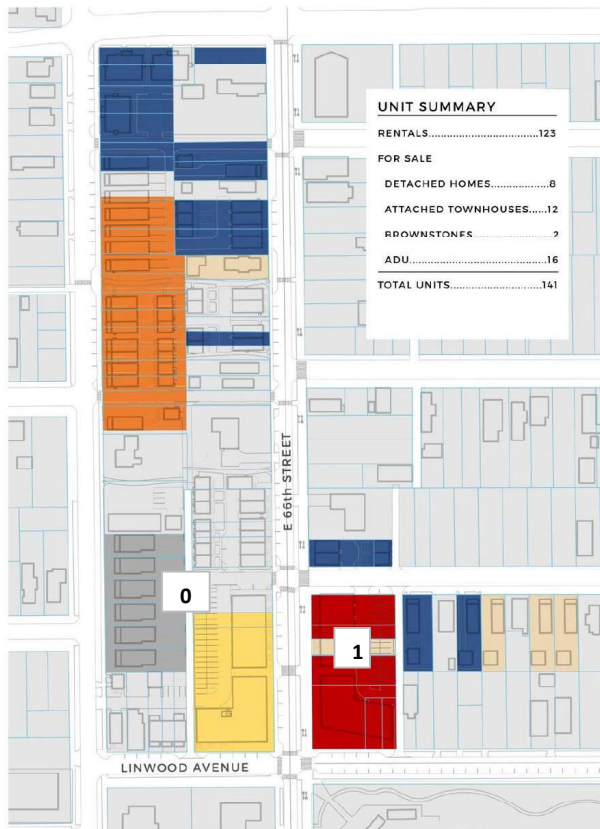 UNIT SUMMARY
RENTALS..................................123
FOR SALE
DETACHED HOMES.................8
ATTACHED TOWNHOUSES......12
BROWNSTONES.......................2
ADU........................................16
TOTAL UNITS............................141
E 66th STREET
0
1
LINWOOD AVENUE